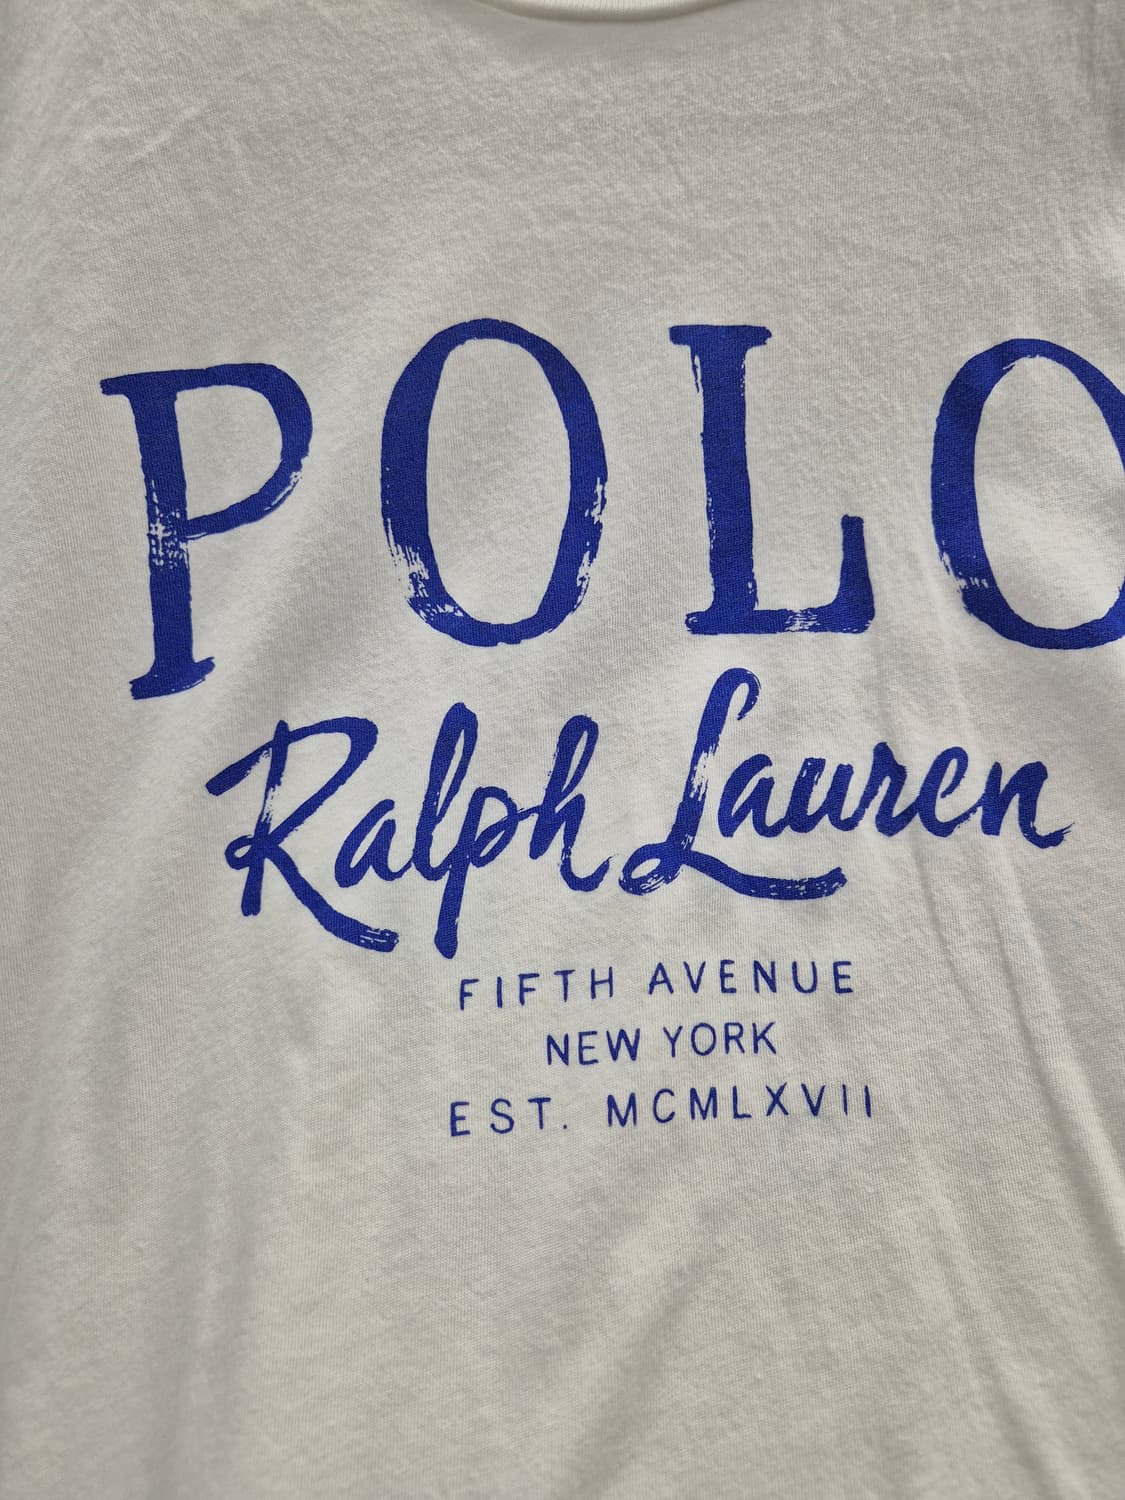 POLO
Ralph Lauren
FIFTH AVENUE
NEW YORK
EST. MCMLXVII